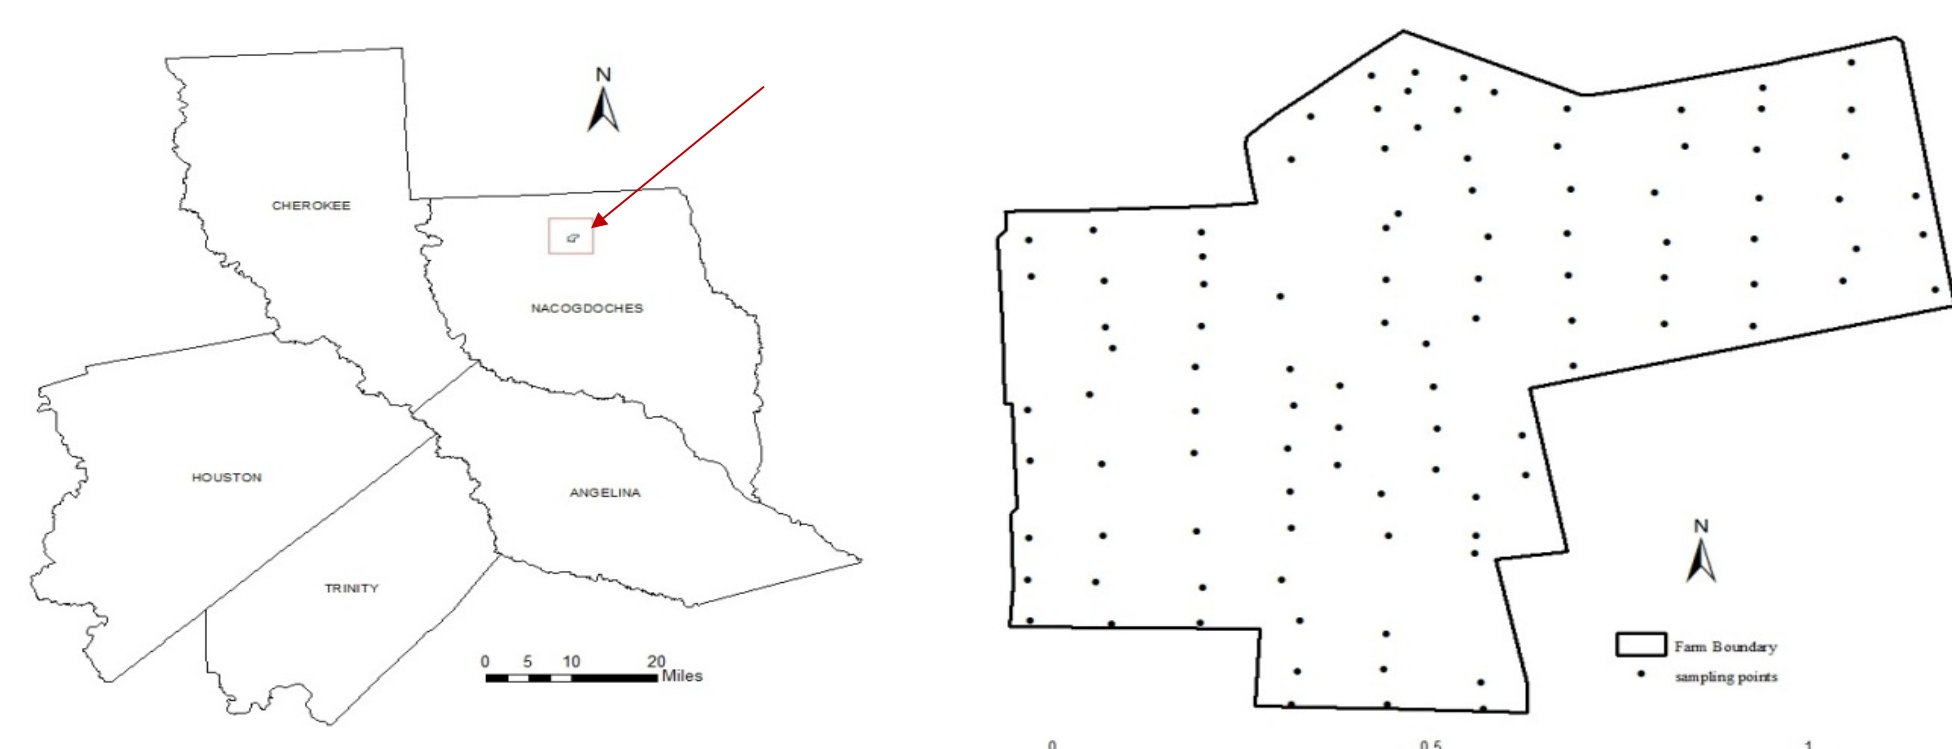 N
CHEROKEE
NACOGDOCHES
HOUSTON
ANGELINA
TRINITY
0 5 10 20
Miles
N
Farm Boundary
sampling points
0 0.5 1